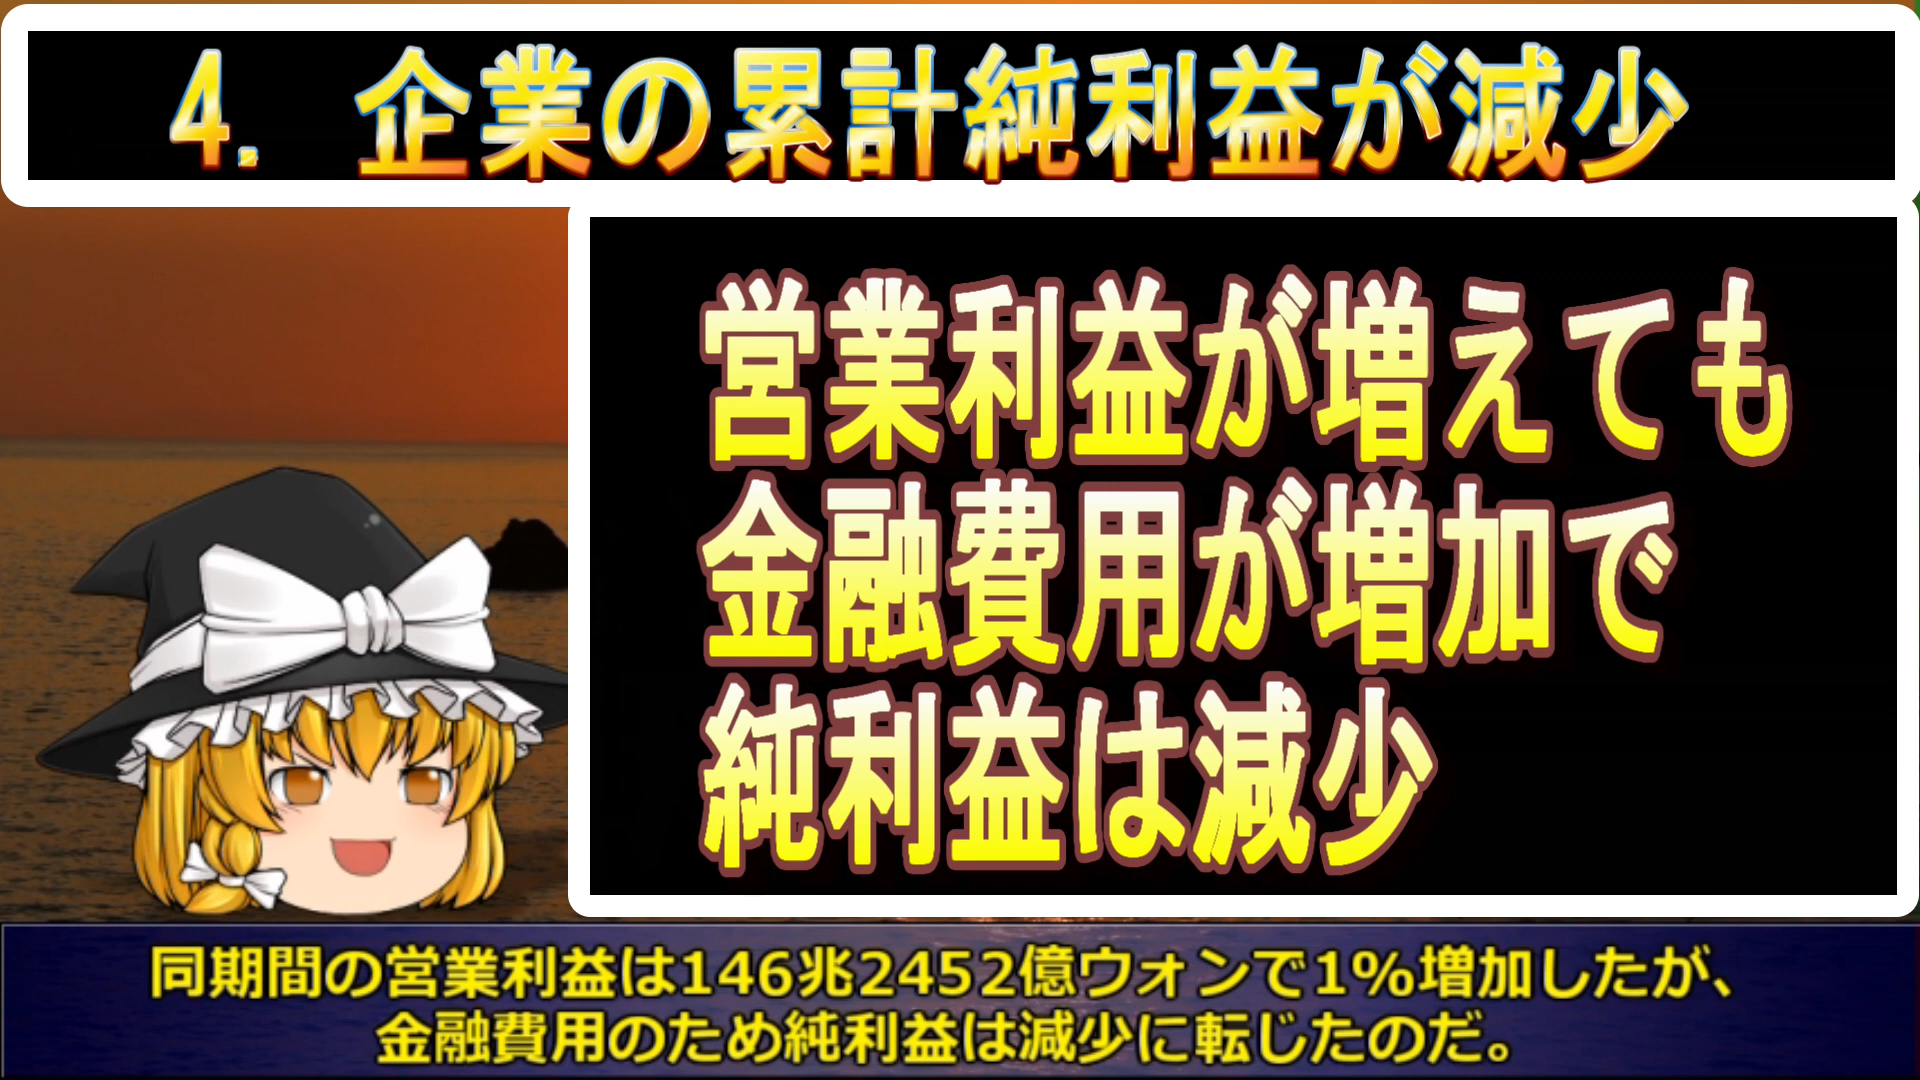 4. 企業の累計純利益が減少
営業利益が増えても
金融費用が増加で
純利益は減少
同期間の営業利益は146兆2452億ウォンで1%増加したが、
金融費用のため純利益は減少に転じたのだ。